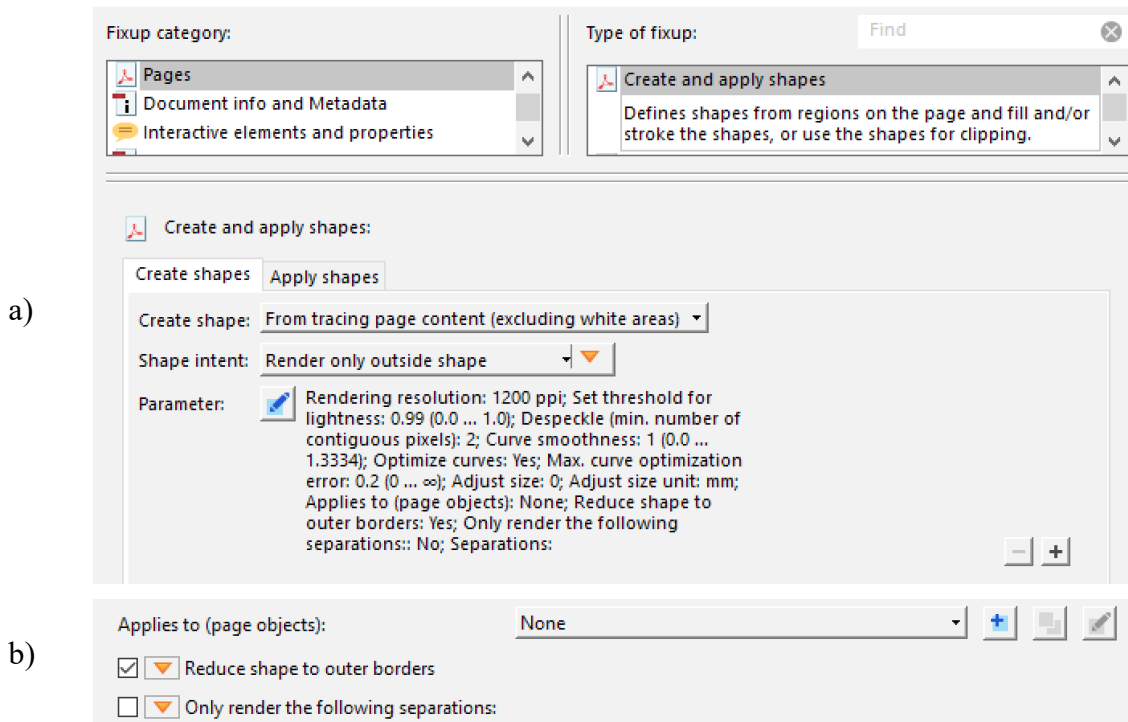 Fixup category:
Type of fixup:
Find
Pages
Document info and Metadata
Interactive elements and properties
Create and apply shapes
Defines shapes from regions on the page and fill and/or
stroke the shapes, or use the shapes for clipping.
Create and apply shapes:
Create shapes
Apply shapes
a)
Create shape: From tracing page content (excluding white areas)
Shape intent: Render only outside shape
Parameter: Rendering resolution: 1200 ppi; Set threshold for
lightness: 0.99 (0.0 ... 1.0); Despeckle (min. number of
contiguous pixels): 2; Curve smoothness: 1 (0.0 ...
1.3334); Optimize curves: Yes; Max. curve optimization
error: 0.2 (0 ... ∞); Adjust size: 0; Adjust size unit: mm;
Applies to (page objects): None; Reduce shape to
outer borders: Yes; Only render the following
separations:: No; Separations:
b)
Applies to (page objects): None
Reduce shape to outer borders
Only render the following separations: